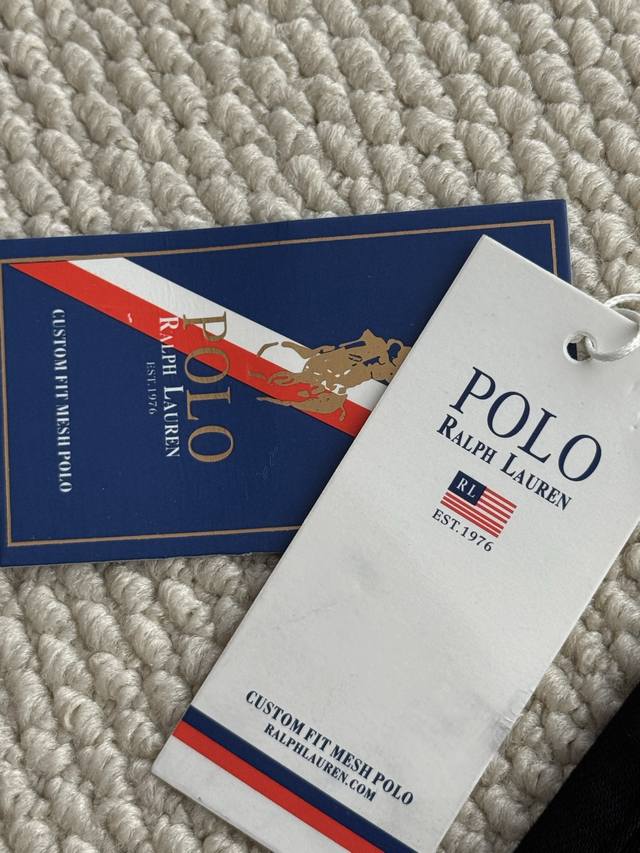 POLO
RALPH LAUREN
EST.1976
CUSTOM FIT MESH POLO
POLO
RALPH LAUREN
RL
EST.1976
CUSTOM FIT MESH POLO
RALPHLAUREN.COM